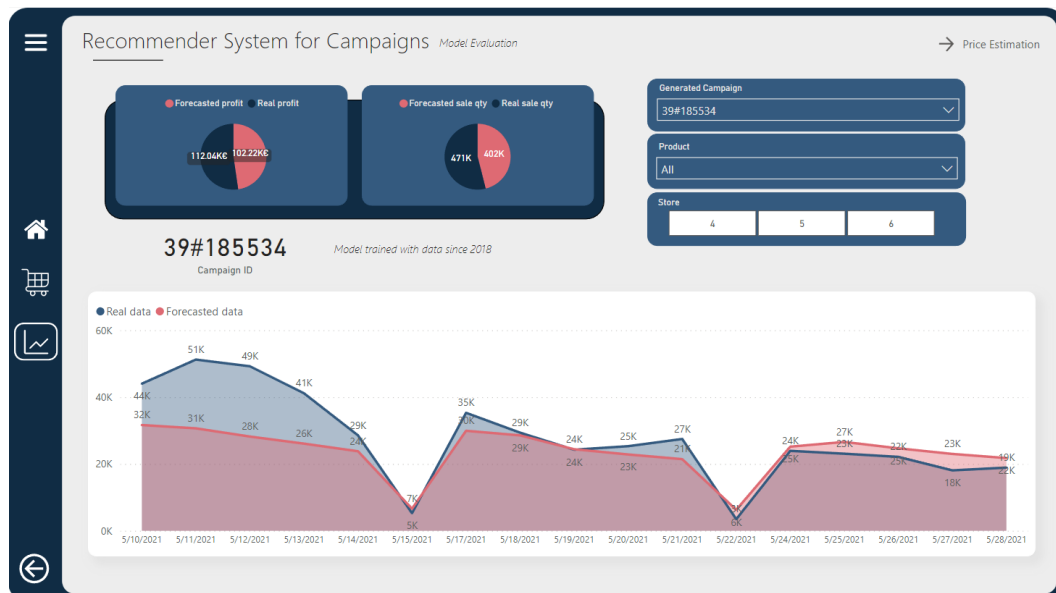 Recommender System for Campaigns Model Evaluation
Price Estimation
Forecasted profit Real profit
112.04K€ 102.22K€
Forecasted sale qty Real sale qty
471K 402K
Generated Campaign
39#185534
Product
All
Store
4 5 6
39#185534
Campaign ID
Model trained with data since 2018
Real data Forecasted data
60K
40K
20K
0K
44K 51K 49K 41K 29K 5K 35K 29K 24K 25K 27K 24K 23K 22K 18K 19K
32K 31K 28K 26K 24K 7K 30K 29K 24K 23K 21K 6K 25K 27K 25K 23K 22K
5/10/2021 5/11/2021 5/12/2021 5/13/2021 5/14/2021 5/15/2021 5/17/2021 5/18/2021 5/19/2021 5/20/2021 5/21/2021 5/22/2021 5/24/2021 5/25/2021 5/26/2021 5/27/2021 5/28/2021